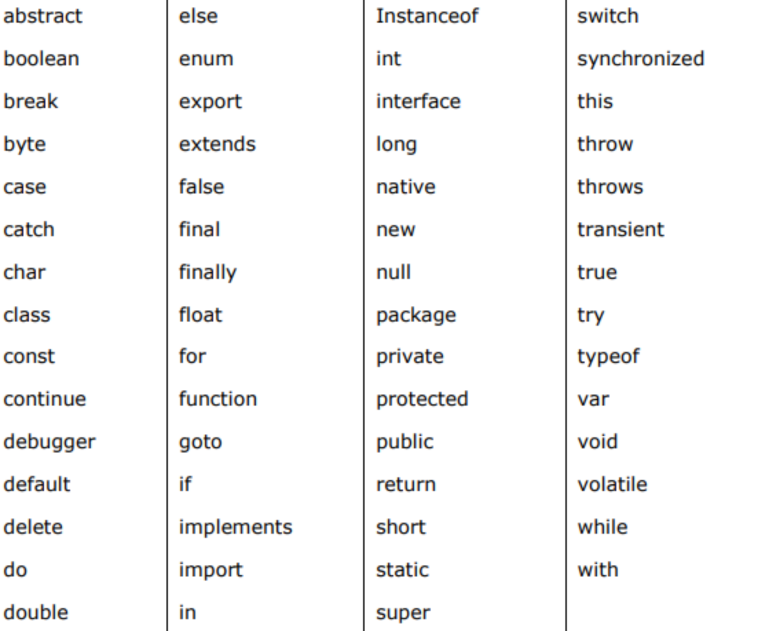 abstract else Instanceof switch
boolean enum int synchronized
break export interface this
byte extends long throw
case false native throws
catch final new transient
char finally null true
class float package try
const for private typeof
continue function protected var
debugger goto public void
default if return volatile
delete implements short while
do import static with
double in super